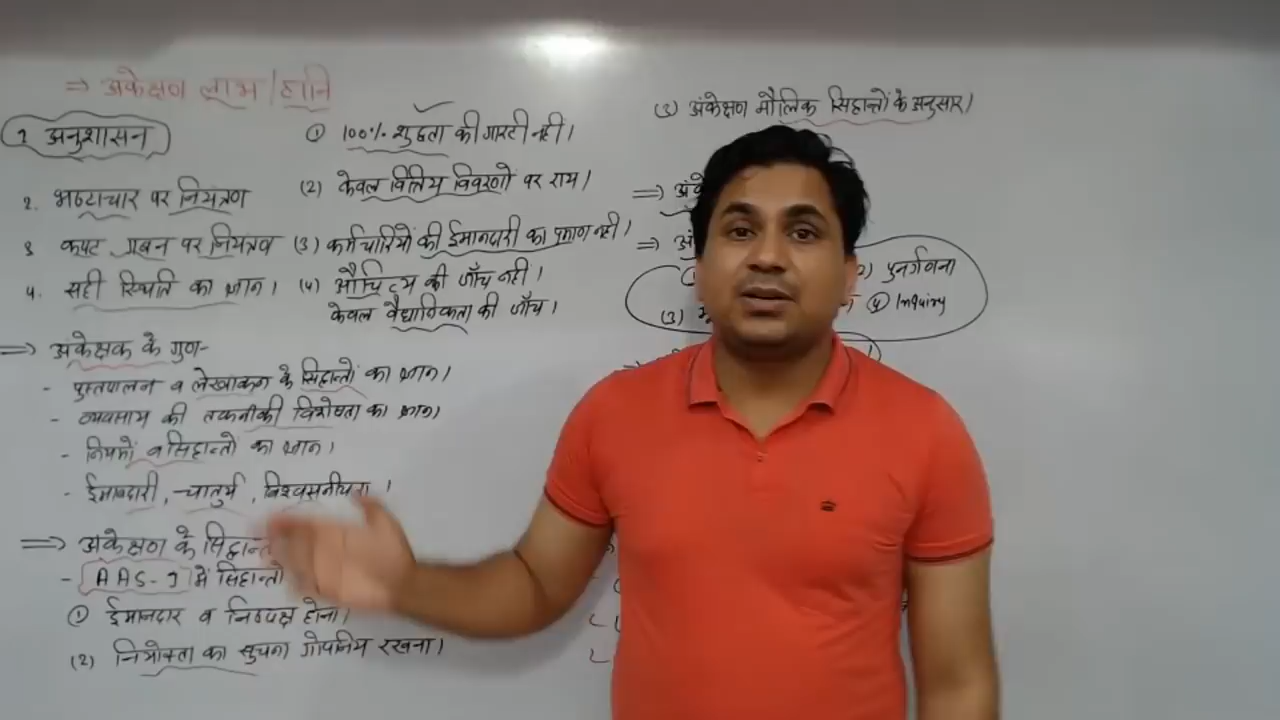 ⇒ अंकेक्षण लाभ/हानि
1 अनुशासन
2. भ्रष्टाचार पर नियंत्रण
3 कपट गबन पर नियंत्रण
4. सही स्थिति का ज्ञान।
① 100% शुद्धता की गारंटी नहीं।
(2) केवल वित्तिय विवरणों पर राय।
(3) कर्मचारियों की ईमानदारी का प्रमाण नहीं।
(4) औचित्य की जाँच नहीं।
केवल वैद्यानिकता की जाँच।
⇒ अंकेक्षक के गुण-
- पुस्तपालन व लेखाकन के सिद्दान्तों का ज्ञान।
- व्यवसाय की तकनीकी विशेषता का ज्ञान।
- नियमों व सिद्दान्तों का ज्ञान।
- ईमानदारी, चातुर्य, विश्वसनीयता।
⇒ अंकेक्षण के सिद्दान्त
- AAS-1 में सिद्दान्तो
① ईमानदार व निष्पक्ष होना।
(2) नियोक्ता का सुचना गोपनिय रखना।
(3) अंकेक्षण मौलिक सिद्दान्तों के अनुसार।
⇒ अंके
⇒ अं
2) पुनर्गणना
(3) ④ Inquiry